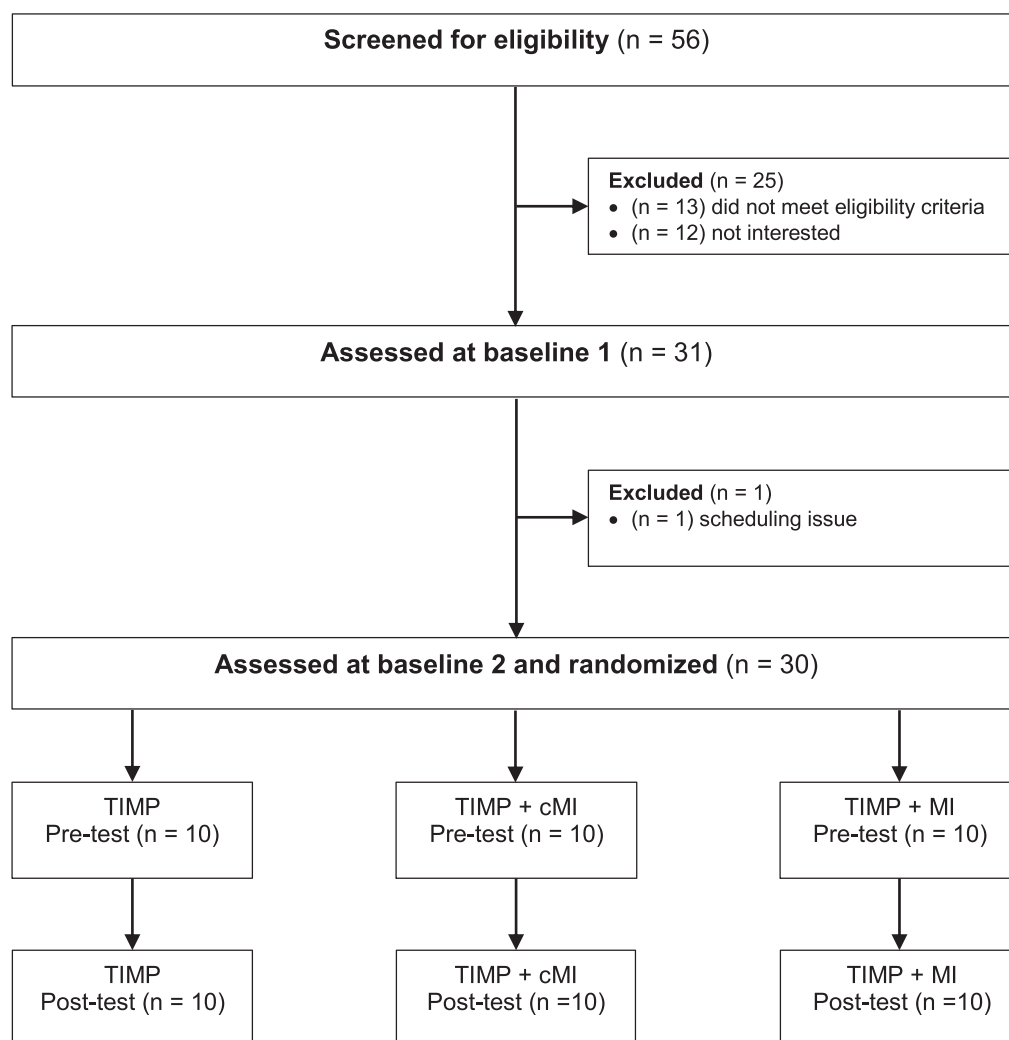 Screened for eligibility (n = 56)
Excluded (n = 25)
• (n = 13) did not meet eligibility criteria
• (n = 12) not interested
Assessed at baseline 1 (n = 31)
Excluded (n = 1)
• (n = 1) scheduling issue
Assessed at baseline 2 and randomized (n = 30)
TIMP
Pre-test (n = 10)
TIMP + cMI
Pre-test (n = 10)
TIMP + MI
Pre-test (n = 10)
TIMP
Post-test (n = 10)
TIMP + cMI
Post-test (n =10)
TIMP + MI
Post-test (n =10)